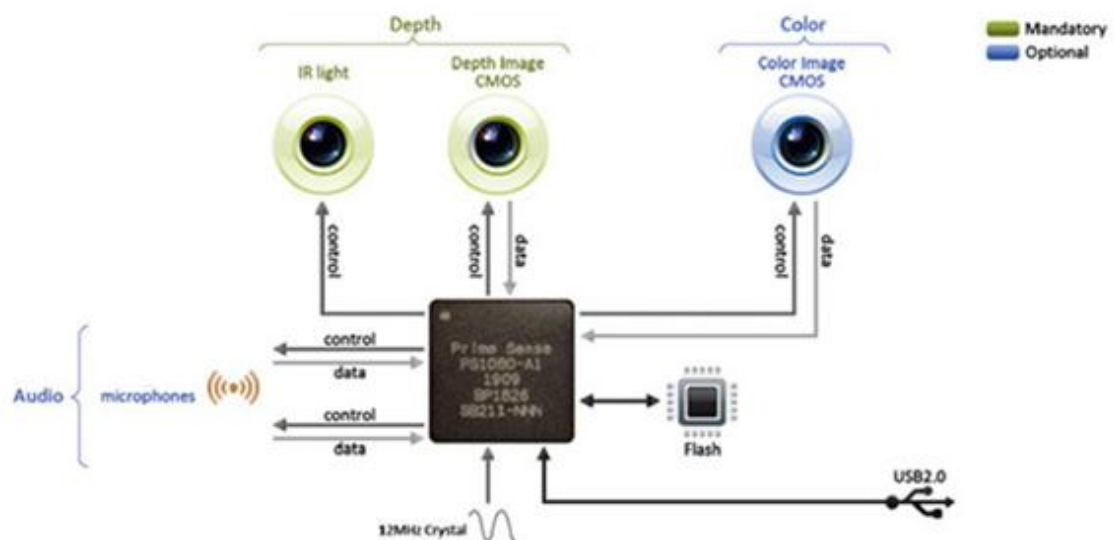 Depth
Color
Mandatory
Optional
IR light
Depth Image
CMOS
Color Image
CMOS
control
control
data
control
data
Prime Sense
PS1080-A1
1909
SP1826
SB211-NNN
control
data
Audio
microphones
control
data
Flash
USB2.0
12MHz Crystal